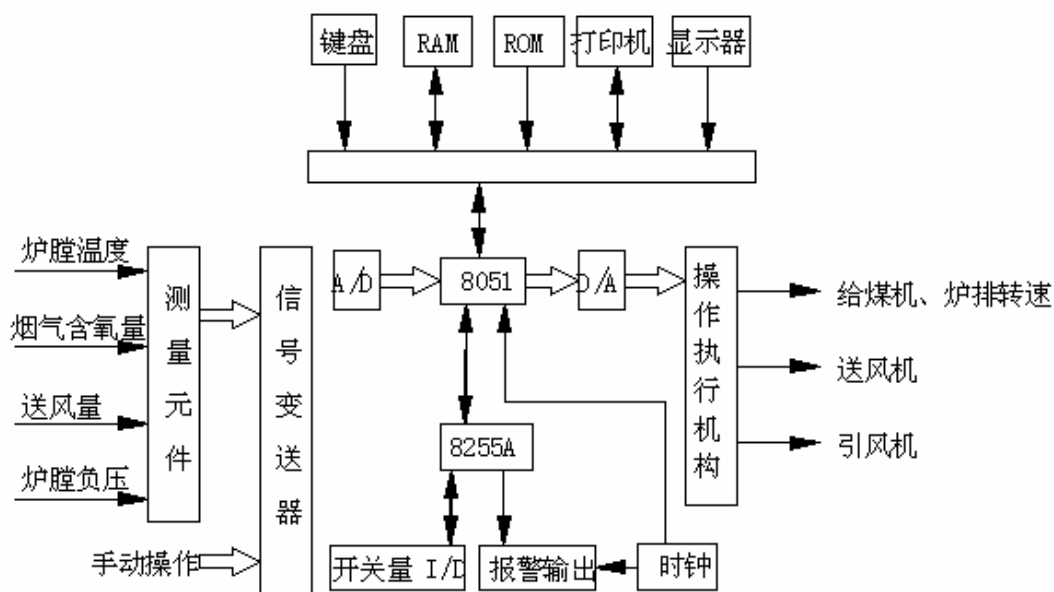 键盘
RAM
ROM
打印机
显示器
炉膛温度
烟气含氧量
送风量
炉膛负压
手动操作
测量元件
信号变送器
A/D
8051
D/A
操作执行机构
给煤机、炉排转速
送风机
引风机
8255A
开关量 I/D
报警输出
时钟